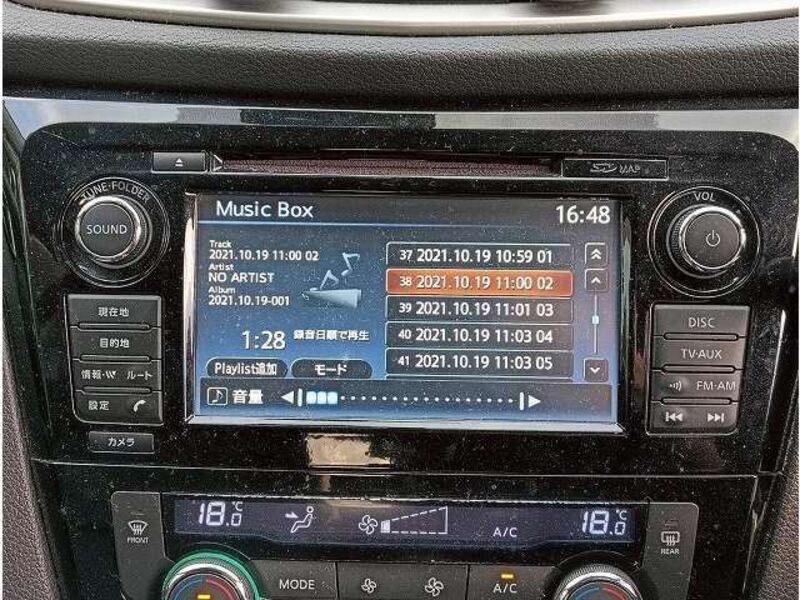 TUNE·FOLDER
SOUND
MAP
VOL
Music Box
16:48
Track
2021.10.19 11:00 02
Artist
NO ARTIST
Album
2021.10.19-001
37 2021.10.19 10:59 01
38 2021.10.19 11:00 02
39 2021.10.19 11:01 03
40 2021.10.19 11:03 04
41 2021.10.19 11:03 05
1:28 録音日順で再生
Playlist追加 モード
音量
現在地
目的地
情報・VV ルート
設定
カメラ
DISC
TV·AUX
FM·AM
18.0°C
A/C
18.0°C
FRONT
MODE
A/C
REAR